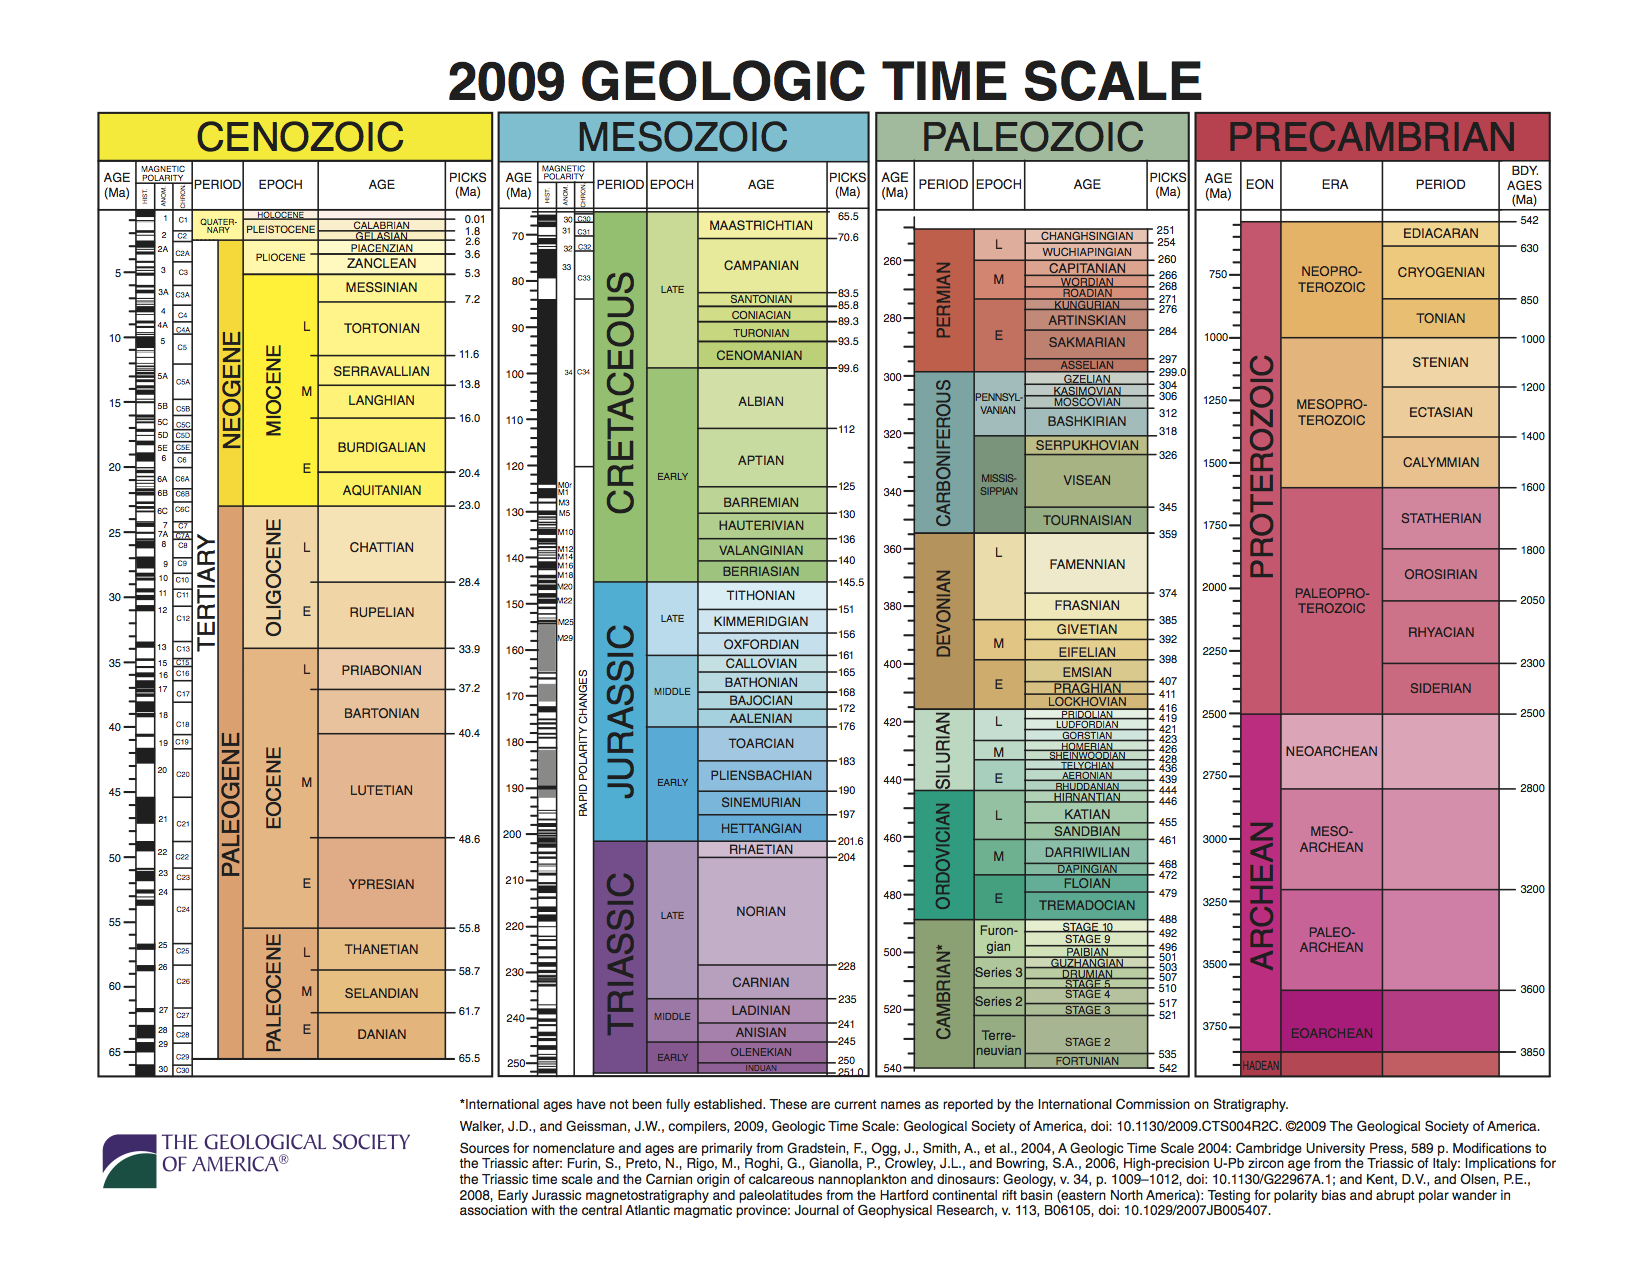 2009 GEOLOGIC TIME SCALE
CENOZOIC
AGE (Ma)
MAGNETIC POLARITY
HIST.
ANOM.
CHRON.
PERIOD
EPOCH
AGE
PICKS (Ma)
5
10
15
20
25
30
35
40
45
50
55
60
65
1
2
2A
3
3A
4
4A
5
5A
5B
5C
5D
5E
6
6A
6B
6C
7
7A
8
9
10
11
12
13
15
16
17
18
19
20
21
22
23
24
25
26
27
28
29
30
C1
C2
C2A
C3
C3A
C4
C4A
C5
C5A
C5B
C5C
C5D
C5E
C6
C6A
C6B
C6C
C7
C7A
C8
C9
C10
C11
C12
C13
C15
C16
C17
C18
C19
C20
C21
C22
C23
C24
C25
C26
C27
C28
C29
C30
QUATER-
NARY
TERTIARY
NEOGENE
PALEOGENE
HOLOCENE
PLEISTOCENE
PLIOCENE
MIOCENE
L
M
E
OLIGOCENE
L
E
EOCENE
L
M
E
PALEOCENE
L
M
E
CALABRIAN
GELASIAN
PIACENZIAN
ZANCLEAN
MESSINIAN
TORTONIAN
SERRAVALLIAN
LANGHIAN
BURDIGALIAN
AQUITANIAN
CHATTIAN
RUPELIAN
PRIABONIAN
BARTONIAN
LUTETIAN
YPRESIAN
THANETIAN
SELANDIAN
DANIAN
0.01
1.8
2.6
3.6
5.3
7.2
11.6
13.8
16.0
20.4
23.0
28.4
33.9
37.2
40.4
48.6
55.8
58.7
61.7
65.5
MESOZOIC
AGE (Ma)
MAGNETIC POLARITY
HIST.
ANOM.
CHRON.
PERIOD
EPOCH
AGE
PICKS (Ma)
70
80
90
100
110
120
130
140
150
160
170
180
190
200
210
220
230
240
250
30
31
32
33
34
M0r
M1
M3
M5
M10
M12
M14
M16
M18
M20
M22
M25
M29
C30
C31
C32
C33
C34
RAPID POLARITY CHANGES
CRETACEOUS
JURASSIC
TRIASSIC
LATE
EARLY
LATE
MIDDLE
EARLY
LATE
MIDDLE
EARLY
MAASTRICHTIAN
CAMPANIAN
SANTONIAN
CONIACIAN
TURONIAN
CENOMANIAN
ALBIAN
APTIAN
BARREMIAN
HAUTERIVIAN
VALANGINIAN
BERRIASIAN
TITHONIAN
KIMMERIDGIAN
OXFORDIAN
CALLOVIAN
BATHONIAN
BAJOCIAN
AALENIAN
TOARCIAN
PLIENSBACHIAN
SINEMURIAN
HETTANGIAN
RHAETIAN
NORIAN
CARNIAN
LADINIAN
ANISIAN
OLENEKIAN
INDUAN
65.5
70.6
83.5
85.8
89.3
93.5
99.6
112
125
130
136
140
145.5
151
156
161
165
168
172
176
183
190
197
201.6
204
228
235
241
245
250
251.0
PALEOZOIC
AGE (Ma)
PERIOD
EPOCH
AGE
PICKS (Ma)
260
280
300
320
340
360
380
400
420
440
460
480
500
520
540
PERMIAN
CARBONIFEROUS
DEVONIAN
SILURIAN
ORDOVICIAN
CAMBRIAN*
L
M
E
PENNSYL-
VANIAN
MISSIS-
SIPPIAN
L
M
E
L
M
E
L
M
E
Furon-
gian
Series 3
Series 2
Terre-
neuvian
CHANGHSINGIAN
WUCHIAPINGIAN
CAPITANIAN
WORDIAN
ROADIAN
KUNGURIAN
ARTINSKIAN
SAKMARIAN
ASSELIAN
GZELIAN
KASIMOVIAN
MOSCOVIAN
BASHKIRIAN
SERPUKHOVIAN
VISEAN
TOURNAISIAN
FAMENNIAN
FRASNIAN
GIVETIAN
EIFELIAN
EMSIAN
PRAGHIAN
LOCKHOVIAN
PRIDOLIAN
LUDFORDIAN
GORSTIAN
HOMERIAN
SHEINWOODIAN
TELYCHIAN
AERONIAN
RHUDDANIAN
HIRNANTIAN
KATIAN
SANDBIAN
DARRIWILIAN
DAPINGIAN
FLOIAN
TREMADOCIAN
STAGE 10
STAGE 9
PAIBIAN
GUZHANGIAN
DRUMIAN
STAGE 5
STAGE 4
STAGE 3
STAGE 2
FORTUNIAN
251
254
260
266
268
271
276
284
297
299.0
304
306
312
318
326
345
359
374
385
392
398
407
411
416
419
421
423
426
428
436
439
444
446
455
461
468
472
479
488
492
496
501
503
507
510
517
521
535
542
PRECAMBRIAN
AGE (Ma)
EON
ERA
PERIOD
BDY. AGES (Ma)
750
1000
1250
1500
1750
2000
2250
2500
2750
3000
3250
3500
3750
PROTEROZOIC
ARCHEAN
HADEAN
NEOPRO-
TEROZOIC
MESOPRO-
TEROZOIC
PALEOPRO-
TEROZOIC
NEOARCHEAN
MESO-
ARCHEAN
PALEO-
ARCHEAN
EOARCHEAN
EDIACARAN
CRYOGENIAN
TONIAN
STENIAN
ECTASIAN
CALYMMIAN
STATHERIAN
OROSIRIAN
RHYACIAN
SIDERIAN
542
630
850
1000
1200
1400
1600
1800
2050
2300
2500
2800
3200
3600
3850
*International ages have not been fully established. These are current names as reported by the International Commission on Stratigraphy.
Walker, J.D., and Geissman, J.W., compilers, 2009, Geologic Time Scale: Geological Society of America, doi: 10.1130/2009.CTS004R2C. ©2009 The Geological Society of America.
Sources for nomenclature and ages are primarily from Gradstein, F., Ogg, J., Smith, A., et al., 2004, A Geologic Time Scale 2004: Cambridge University Press, 589 p. Modifications to
the Triassic after: Furin, S., Preto, N., Rigo, M., Roghi, G., Gianolla, P., Crowley, J.L., and Bowring, S.A., 2006, High-precision U-Pb zircon age from the Triassic of Italy: Implications for
the Triassic time scale and the Carnian origin of calcareous nannoplankton and dinosaurs: Geology, v. 34, p. 1009–1012, doi: 10.1130/G22967A.1; and Kent, D.V., and Olsen, P.E.,
2008, Early Jurassic magnetostratigraphy and paleolatitudes from the Hartford continental rift basin (eastern North America): Testing for polarity bias and abrupt polar wander in
association with the central Atlantic magmatic province: Journal of Geophysical Research, v. 113, B06105, doi: 10.1029/2007JB005407.
THE GEOLOGICAL SOCIETY
OF AMERICA®